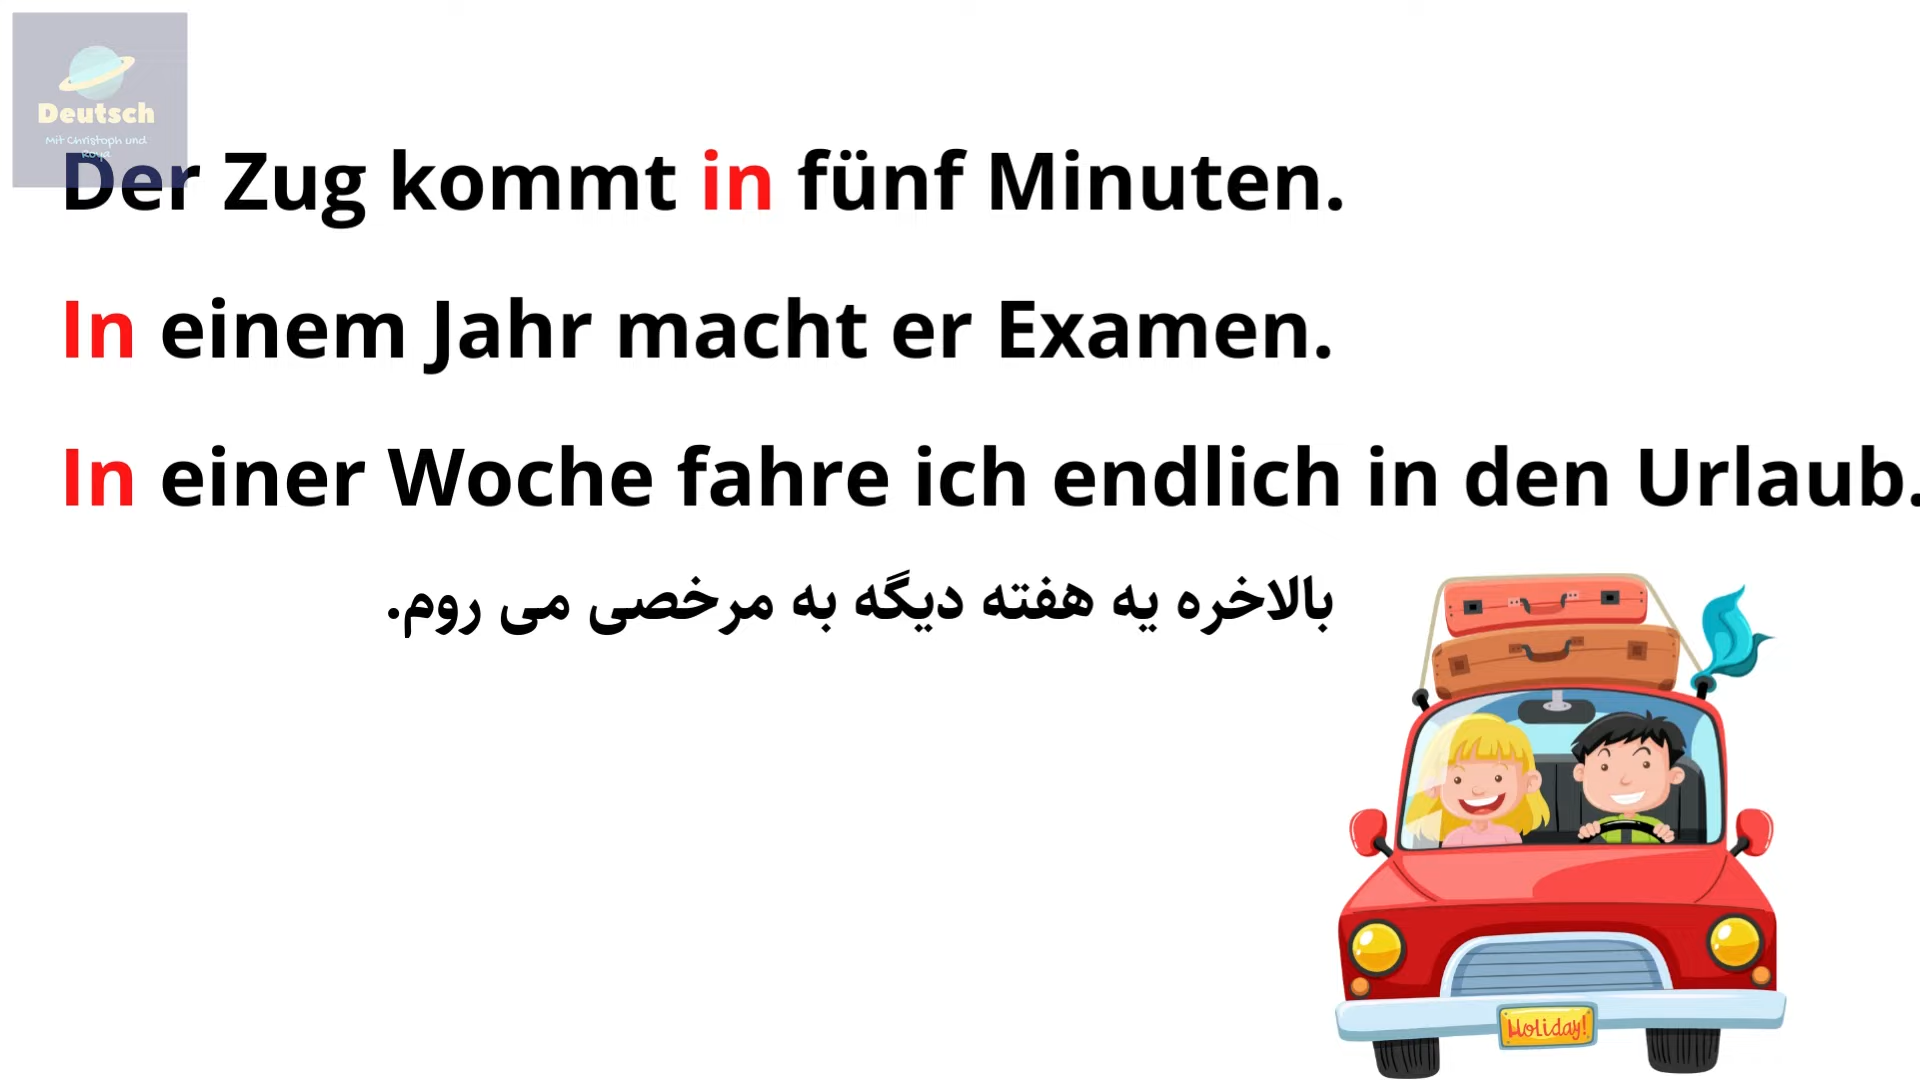 Deutsch
Mit Christoph und
Roya
Der Zug kommt in fünf Minuten.
In einem Jahr macht er Examen.
In einer Woche fahre ich endlich in den Urlaub.
بالاخره یه هفته دیگه به مرخصی می روم.
Holiday!